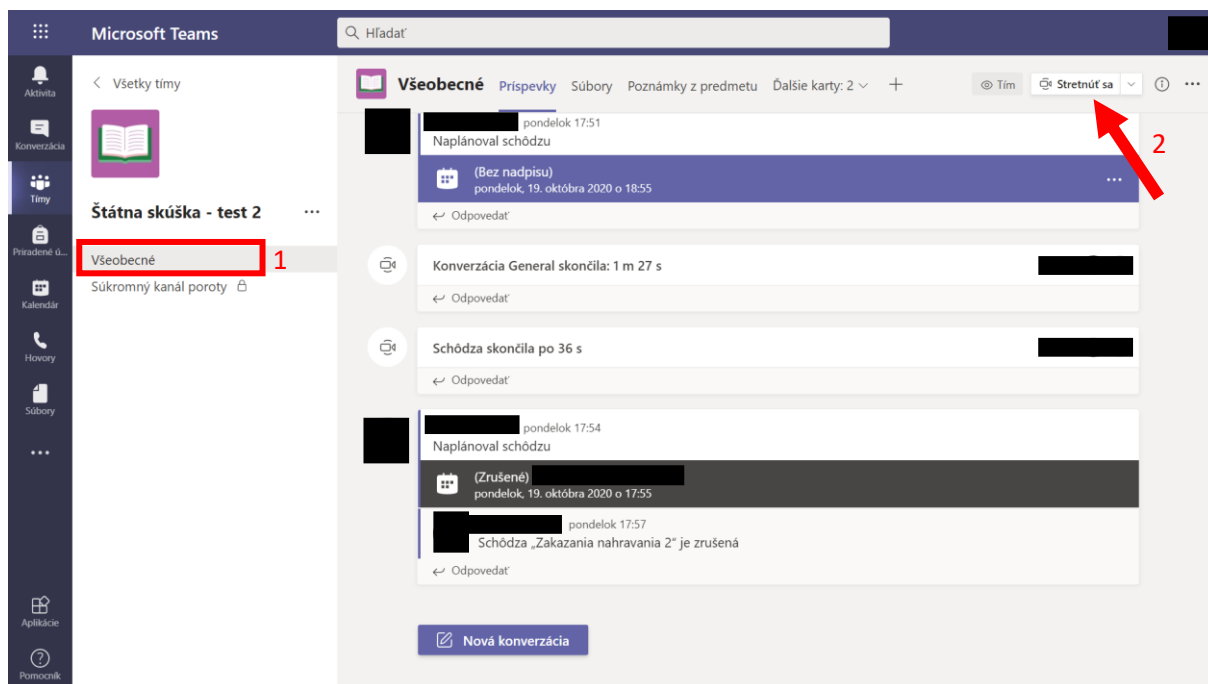 Microsoft Teams
Hľadať
Aktivita
Konverzácia
Tímy
Priradené ú...
Kalendár
Hovory
Súbory
Aplikácie
Pomocník
Všetky tímy
Štátna skúška - test 2
Všeobecné
1
Súkromný kanál poroty
Všeobecné Príspevky Súbory Poznámky z predmetu Ďalšie karty: 2
Tím
Stretnúť sa
2
pondelok 17:51
Naplánoval schôdzu
(Bez nadpisu)
pondelok, 19. októbra 2020 o 18:55
Odpovedať
Konverzácia General skončila: 1 m 27 s
Odpovedať
Schôdza skončila po 36 s
Odpovedať
pondelok 17:54
Naplánoval schôdzu
(Zrušené)
pondelok, 19. októbra 2020 o 17:55
pondelok 17:57
Schôdza „Zakazania nahravania 2“ je zrušená
Odpovedať
Nová konverzácia